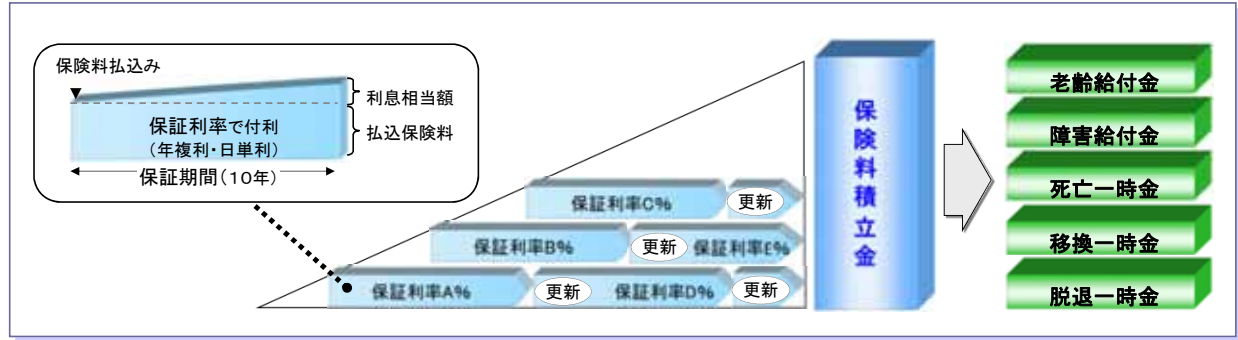 保険料払込み
利息相当額
保証利率で付利
(年複利・日単利)
払込保険料
保証期間(10年)
保証利率C%
更新
保証利率B%
更新
保証利率E%
保証利率A%
更新
保証利率D%
更新
保険料積立金
老齢給付金
障害給付金
死亡一時金
移換一時金
脱退一時金